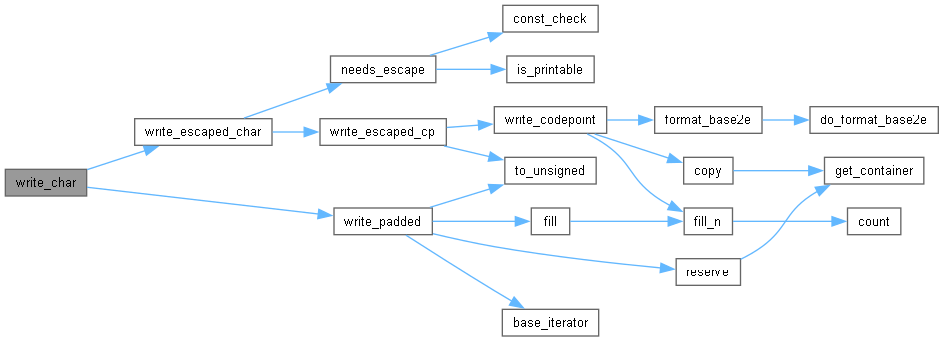 const_check
needs_escape
is_printable
write_escaped_char
write_escaped_cp
write_codepoint
format_base2e
do_format_base2e
write_char
to_unsigned
copy
get_container
write_padded
fill
fill_n
count
reserve
base_iterator